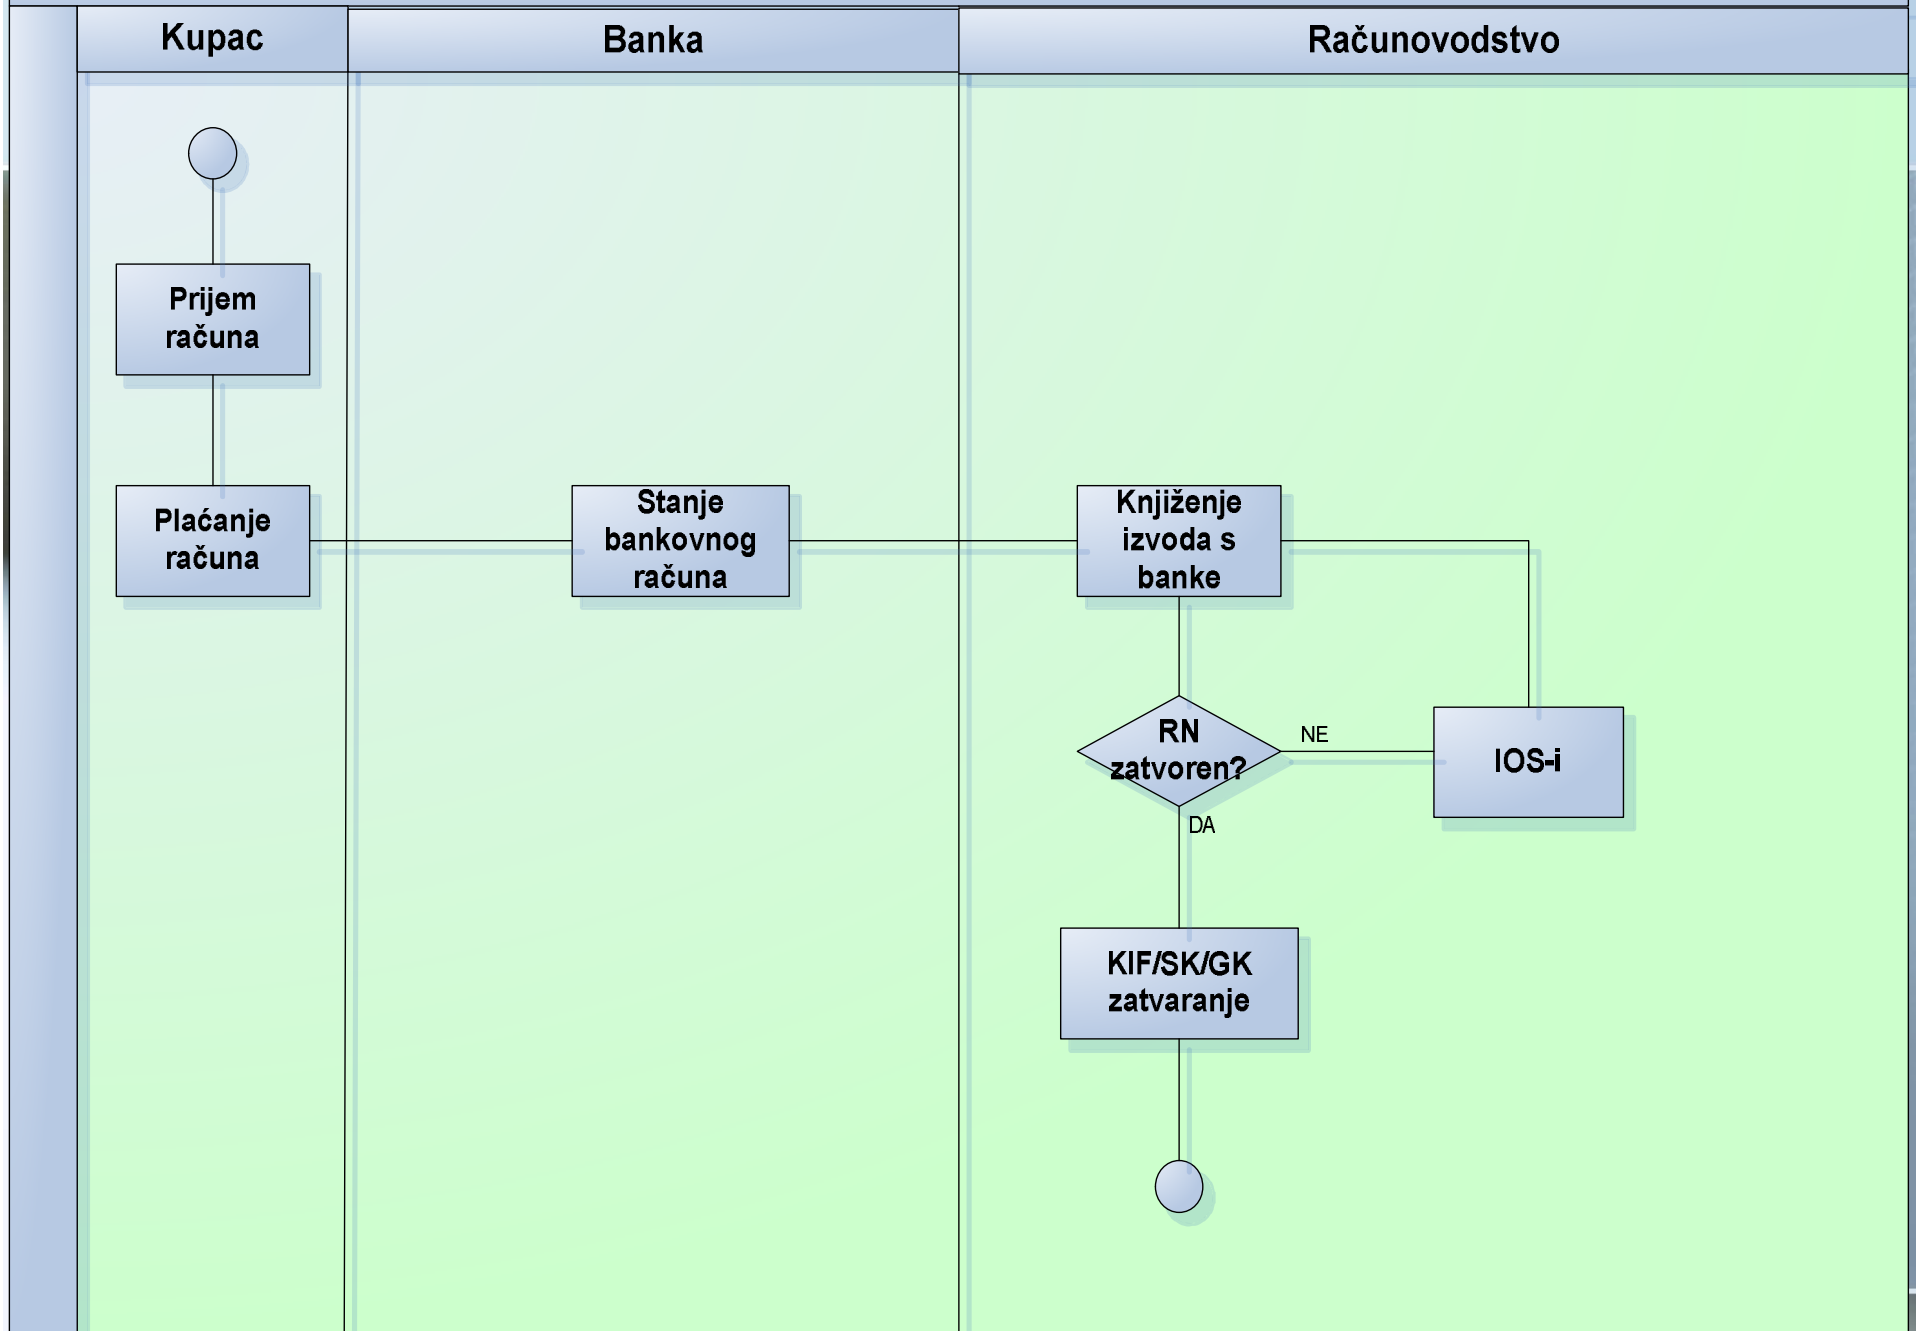 Kupac
Banka
Računovodstvo
Prijem
računa
Plaćanje
računa
Stanje
bankovnog
računa
Knjiženje
izvoda s
banke
RN
zatvoren?
NE
IOS-i
DA
KIF/SK/GK
zatvaranje